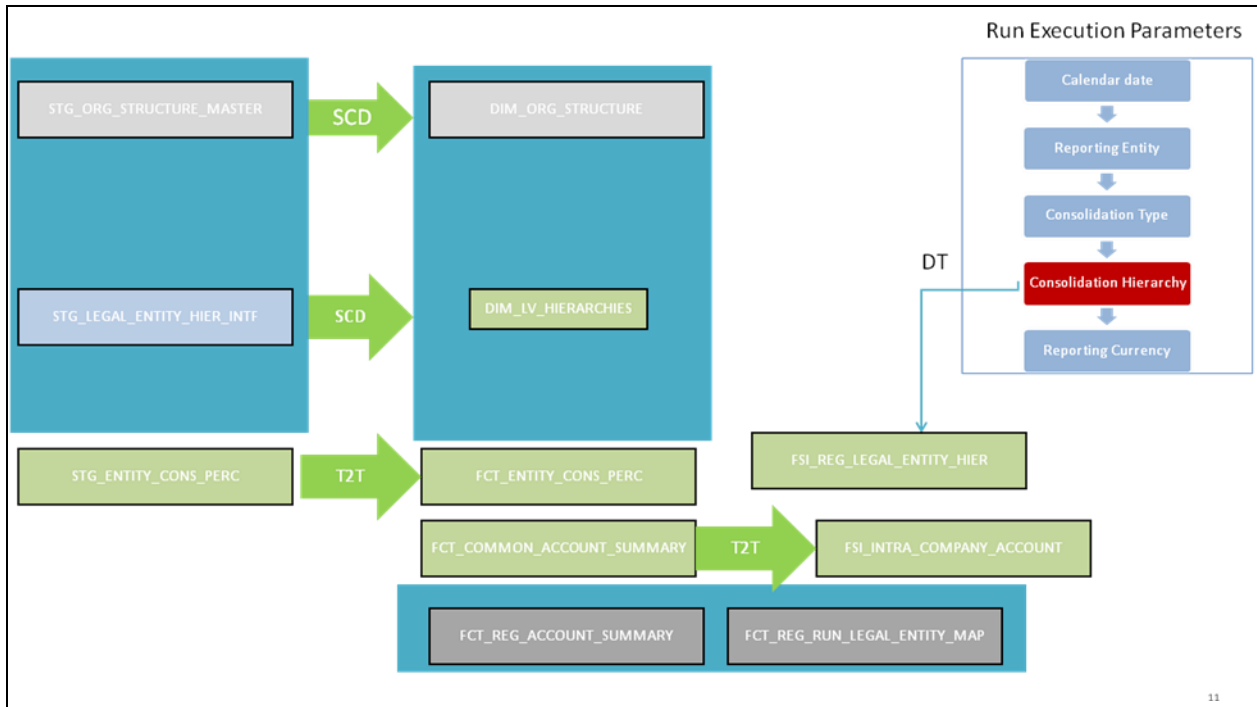 Run Execution Parameters
STG_ORG_STRUCTURE_MASTER
SCD
DIM_ORG_STRUCTURE
Calendar date
Reporting Entity
Consolidation Type
DT
Consolidation Hierarchy
STG_LEGAL_ENTITY_HIER_INTF
SCD
DIM_LV_HIERARCHIES
Reporting Currency
STG_ENTITY_CONS_PERC
T2T
FCT_ENTITY_CONS_PERC
FSI_REG_LEGAL_ENTITY_HIER
FCT_COMMON_ACCOUNT_SUMMARY
T2T
FSI_INTRA_COMPANY_ACCOUNT
FCT_REG_ACCOUNT_SUMMARY
FCT_REG_RUN_LEGAL_ENTITY_MAP
11